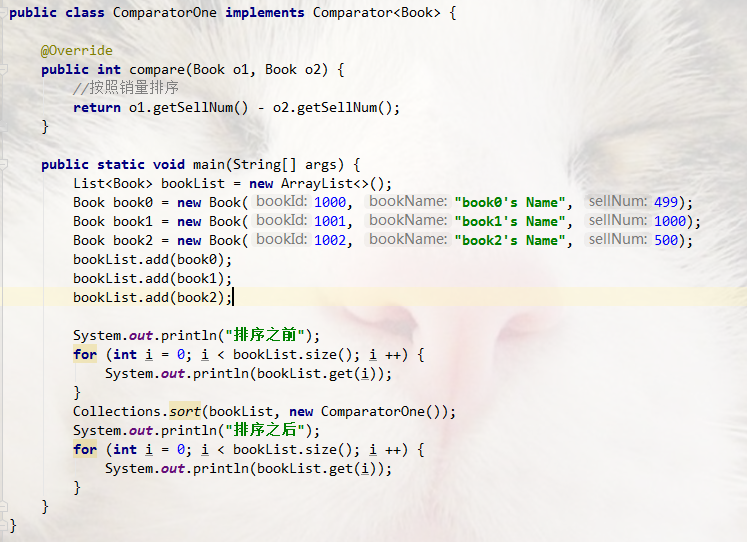 public class ComparatorOne implements Comparator<Book> {
@Override
public int compare(Book o1, Book o2) {
//按照销量排序
return o1.getSellNum() - o2.getSellNum();
}
public static void main(String[] args) {
List<Book> bookList = new ArrayList<>();
Book book0 = new Book( bookId: 1000, bookName: "book0's Name", sellNum: 499);
Book book1 = new Book( bookId: 1001, bookName: "book1's Name", sellNum: 1000);
Book book2 = new Book( bookId: 1002, bookName: "book2's Name", sellNum: 500);
bookList.add(book0);
bookList.add(book1);
bookList.add(book2);
System.out.println("排序之前");
for (int i = 0; i < bookList.size(); i ++) {
System.out.println(bookList.get(i));
}
Collections.sort(bookList, new ComparatorOne());
System.out.println("排序之后");
for (int i = 0; i < bookList.size(); i ++) {
System.out.println(bookList.get(i));
}
}
}